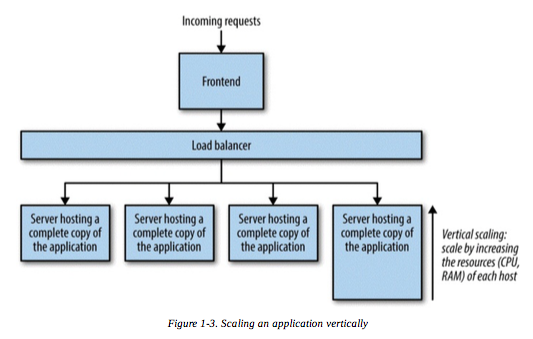 Incoming requests
Frontend
Load balancer
Server hosting a
complete copy of
the application
Server hosting a
complete copy of
the application
Server hosting a
complete copy of
the application
Server hosting a
complete copy of
the application
Vertical scaling:
scale by increasing
the resources (CPU,
RAM) of each host
Figure 1-3. Scaling an application vertically